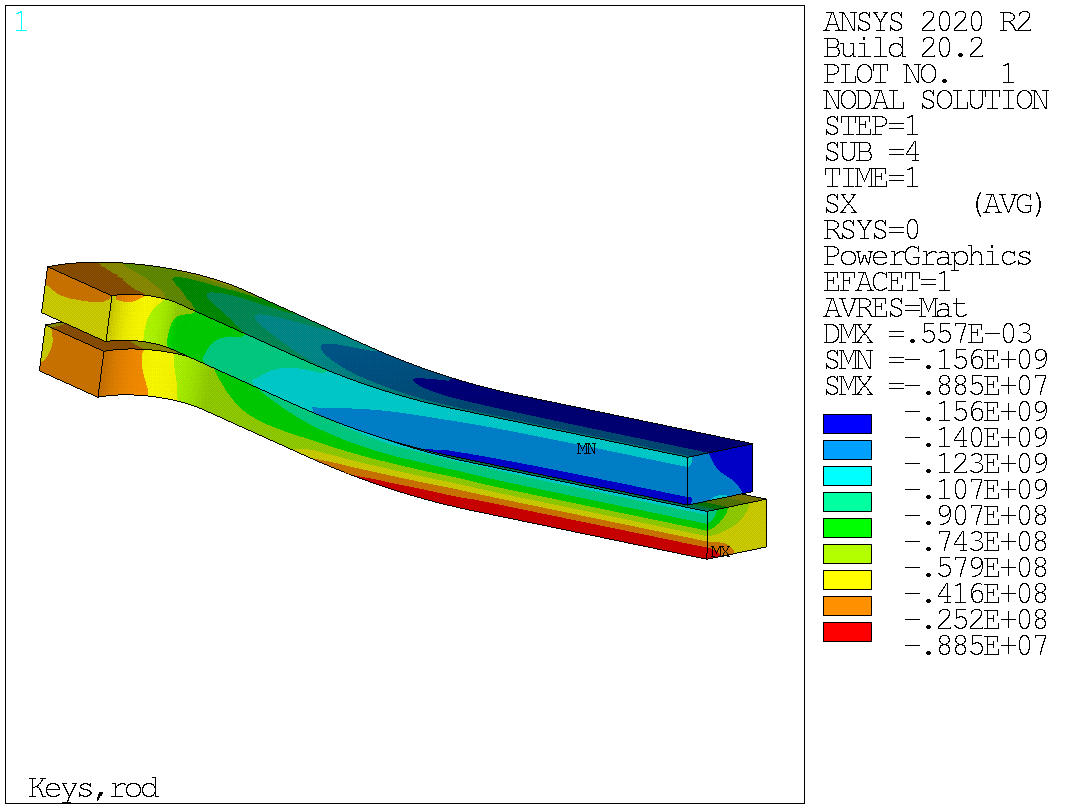 1
ANSYS 2020 R2
Build 20.2
PLOT NO. 1
NODAL SOLUTION
STEP=1
SUB =4
TIME=1
SX (AVG)
RSYS=0
PowerGraphics
EFACET=1
AVRES=Mat
DMX =.557E-03
SMN =-.156E+09
SMX =-.885E+07
-.156E+09
-.140E+09
-.123E+09
-.107E+09
-.907E+08
-.743E+08
-.579E+08
-.416E+08
-.252E+08
-.885E+07
MN
MX
Keys,rod